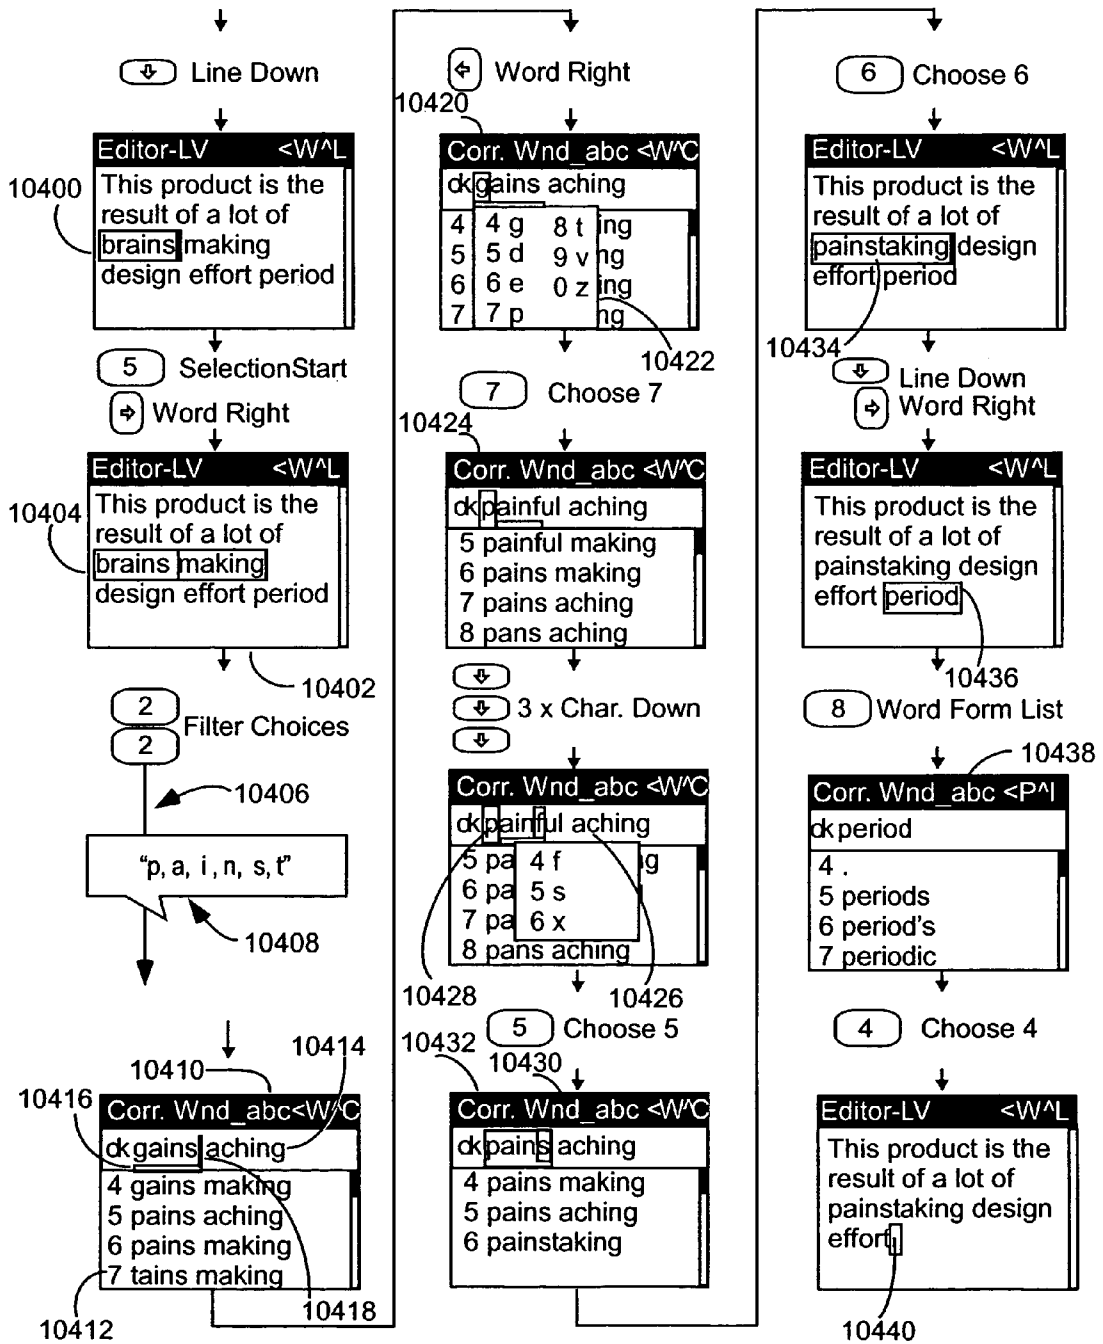 Line Down
Editor-LV <W^L
10400
This product is the
result of a lot of
brains making
design effort period
5 SelectionStart
Word Right
Editor-LV <W^L
10404
This product is the
result of a lot of
brains making
design effort period
10402
2
2
Filter Choices
10406
"p, a, i, n, s, t"
10408
10410
10414
10416
Corr. Wnd_abc<W^C
ok gains aching
4 gains making
5 pains aching
6 pains making
7 tains making
10412
10418
Word Right
10420
Corr. Wnd_abc <W^C
ok gains aching
4 4 g 8 t ing
5 5 d 9 v ng
6 6 e 0 z ing
7 7 p ng
10422
7 Choose 7
10424
Corr. Wnd_abc <W^C
ok painful aching
5 painful making
6 pains making
7 pains aching
8 pans aching
3 x Char. Down
Corr. Wnd_abc <W^C
ok painful aching
5 pa 4 f g
6 pa 5 s
7 pa 6 x
8 pans aching
10428
10426
5 Choose 5
10432
10430
Corr. Wnd_abc <W^C
ok pains aching
4 pains making
5 pains aching
6 painstaking
6 Choose 6
Editor-LV <W^L
This product is the
result of a lot of
painstaking design
effort period
10434
Line Down
Word Right
Editor-LV <W^L
This product is the
result of a lot of
painstaking design
effort period
10436
8 Word Form List
10438
Corr. Wnd_abc <P^I
ok period
4 .
5 periods
6 period's
7 periodic
4 Choose 4
Editor-LV <W^L
This product is the
result of a lot of
painstaking design
effort.
10440